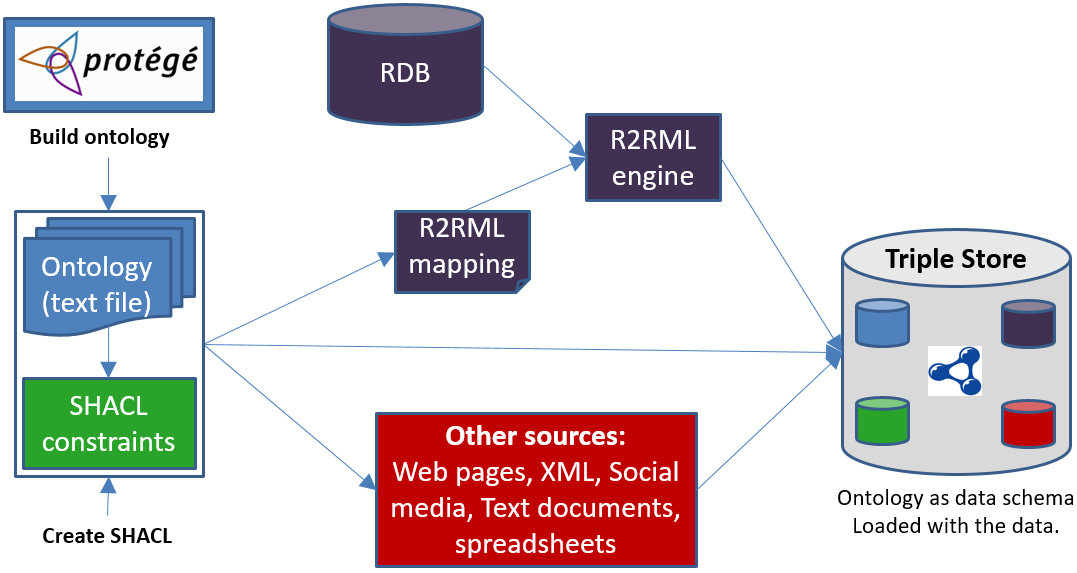 protégé
Build ontology
RDB
R2RML
engine
R2RML
mapping
Ontology
(text file)
SHACL
constraints
Create SHACL
Other sources:
Web pages, XML, Social
media, Text documents,
spreadsheets
Triple Store
Ontology as data schema
Loaded with the data.